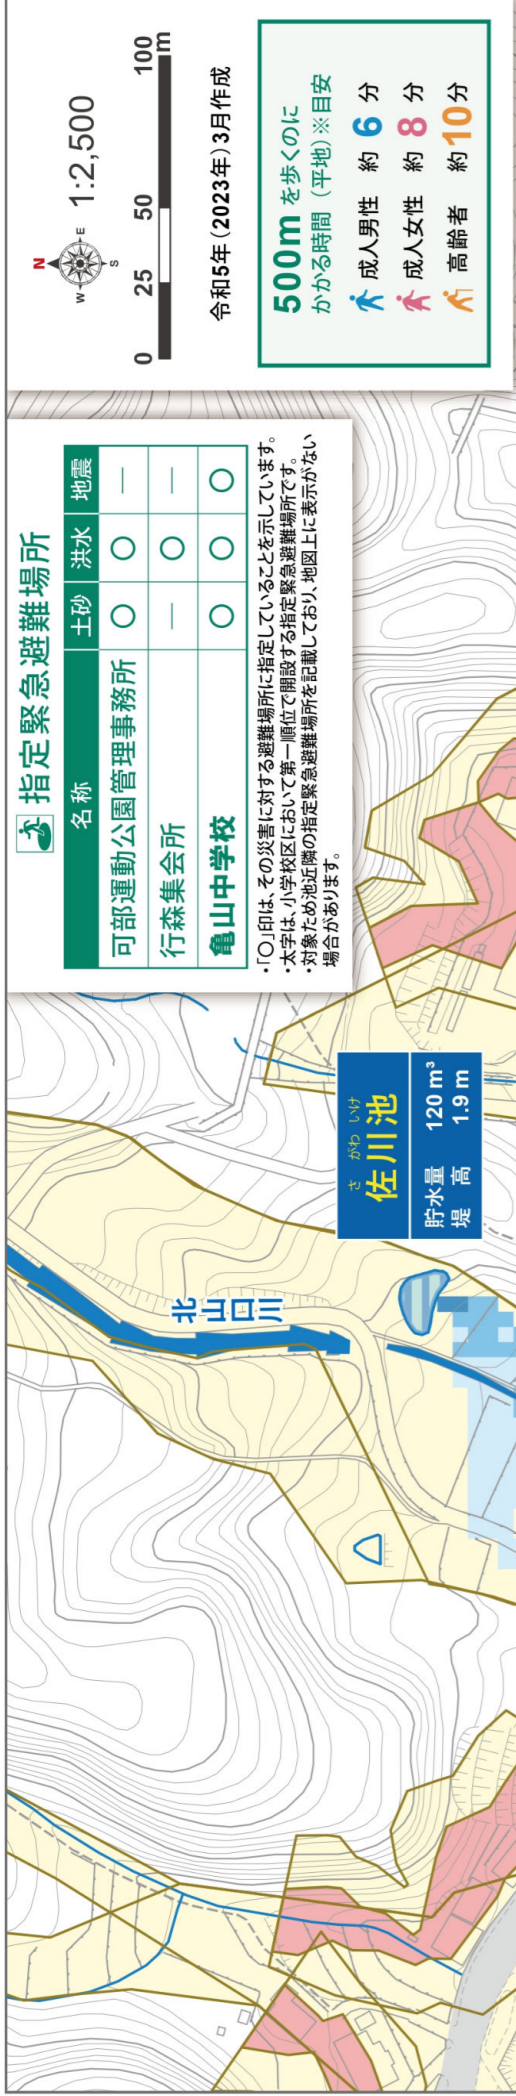 北山口川
さがわいけ
佐川池
貯水量 120 m³
堤高 1.9 m
指定緊急避難場所
名称 土砂 洪水 地震
可部運動公園管理事務所 ○ ○ －
行森集会所 － ○ －
亀山中学校 ○ ○ ○
・「○」印は、その災害に対する避難場所に指定していることを示しています。
・太字は、小学校区において第一順位で開設する指定緊急避難場所です。
・対象ため池近隣の指定緊急避難場所を記載しており、地図上に表示がない
場合があります。
N
W E
S
1:2,500
0 25 50 100m
令和5年(2023年)3月作成
500m を歩くのに
かかる時間（平地）※目安
成人男性 約 6 分
成人女性 約 8 分
高齢者 約 10 分